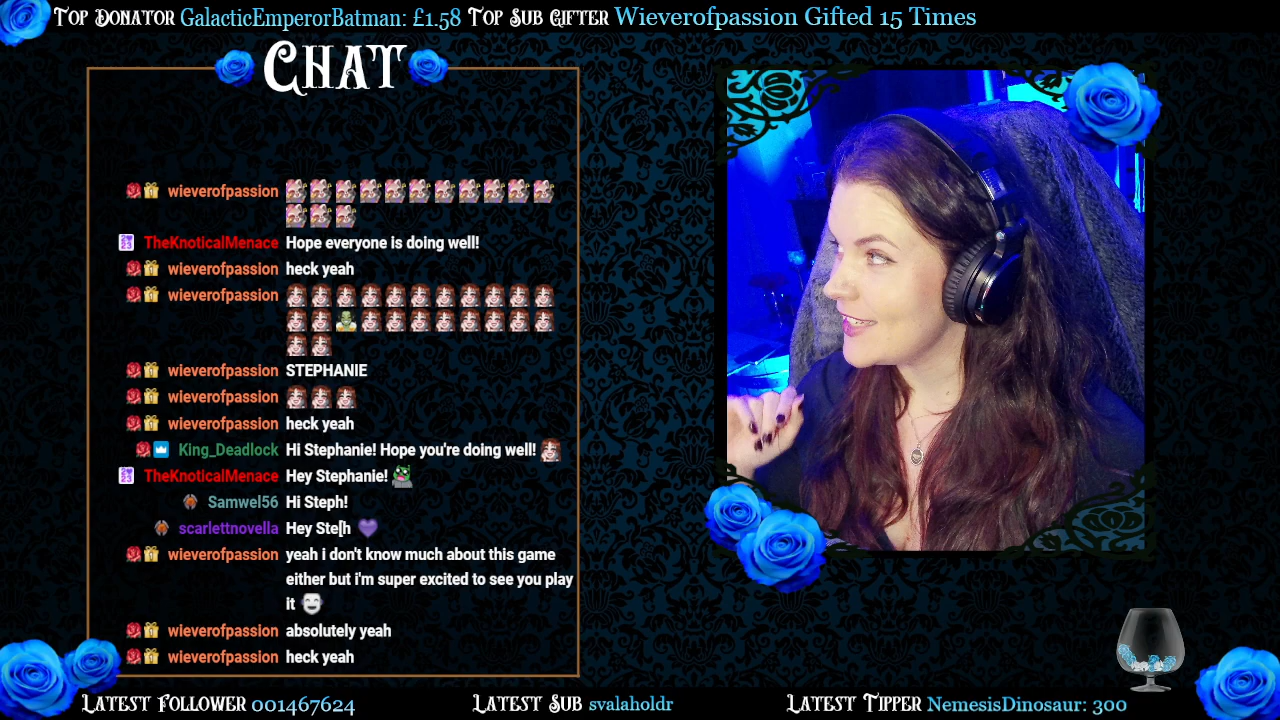 Top Donator GalacticEmperorBatman: £1.58 Top Sub Gifter Wieverofpassion Gifted 15 Times
Chat
wieverofpassion
TheKnoticalMenace Hope everyone is doing well!
wieverofpassion heck yeah
wieverofpassion
wieverofpassion STEPHANIE
wieverofpassion
wieverofpassion heck yeah
King_Deadlock Hi Stephanie! Hope you're doing well!
TheKnoticalMenace Hey Stephanie!
Samwel56 Hi Steph!
scarlettnovella Hey Ste[h
wieverofpassion yeah i don't know much about this game
either but i'm super excited to see you play
it
wieverofpassion absolutely yeah
wieverofpassion heck yeah
Latest Follower 001467624 Latest Sub svalaholdr Latest Tipper NemesisDinosaur: 300